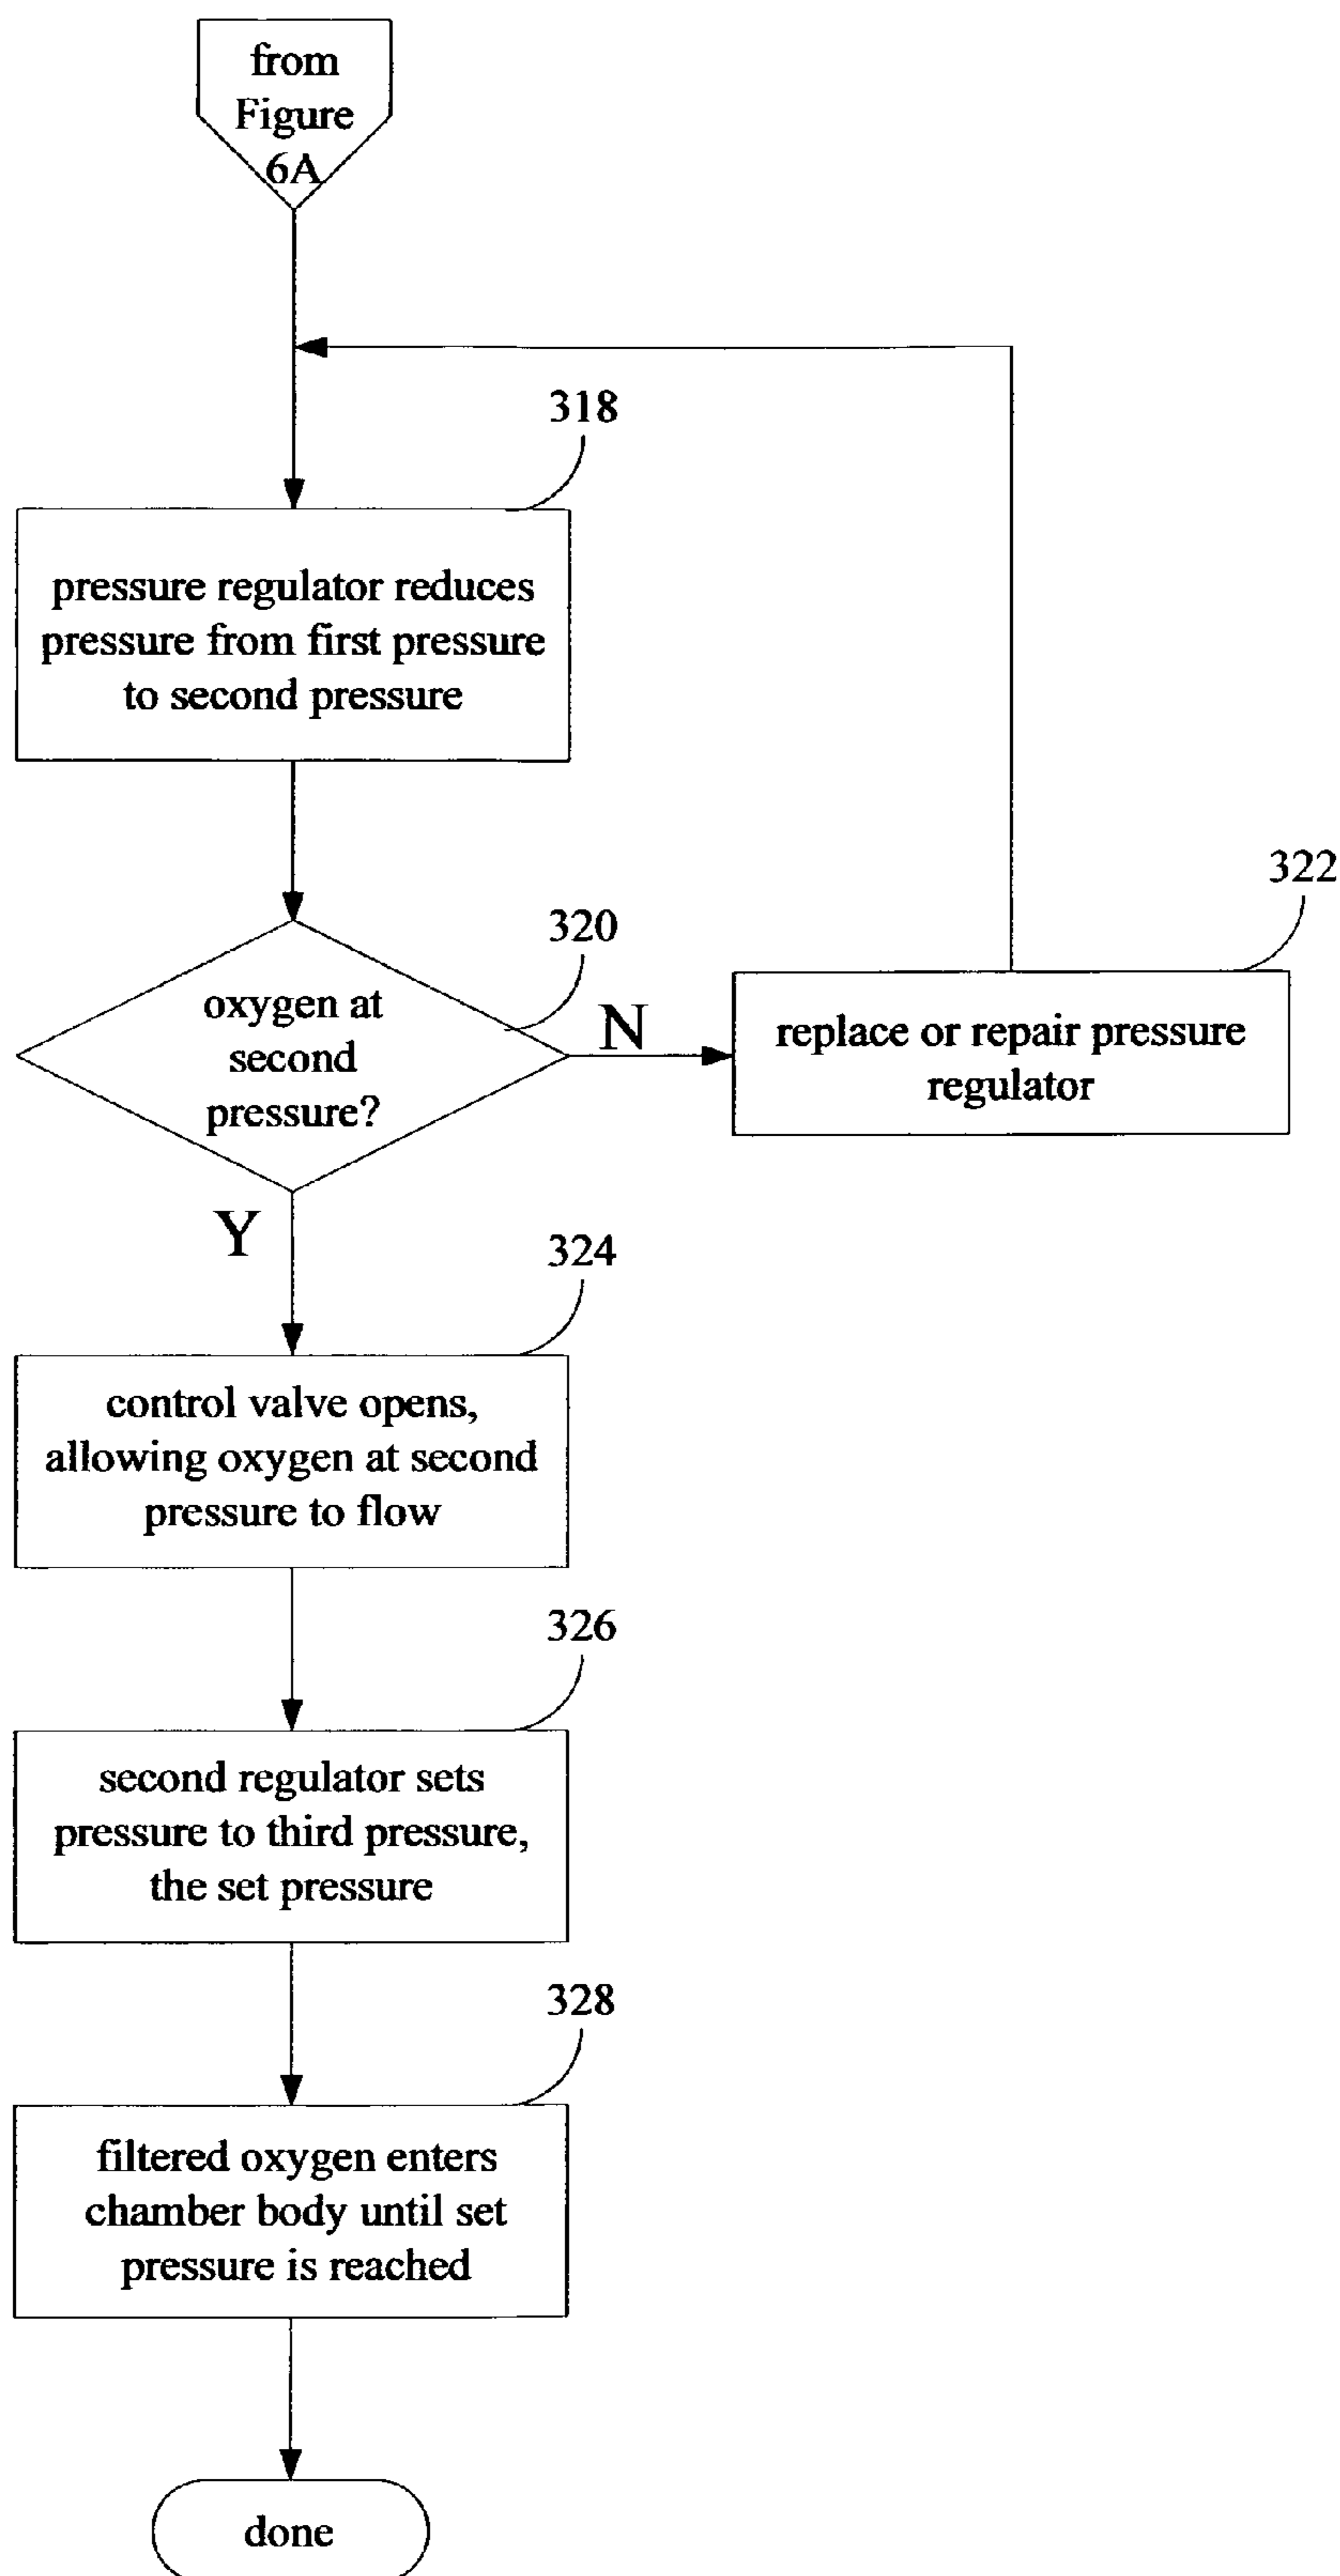 from
Figure
6A
318
pressure regulator reduces
pressure from first pressure
to second pressure
320
oxygen at
second
pressure?
N
322
replace or repair pressure
regulator
Y
324
control valve opens,
allowing oxygen at second
pressure to flow
326
second regulator sets
pressure to third pressure,
the set pressure
328
filtered oxygen enters
chamber body until set
pressure is reached
done